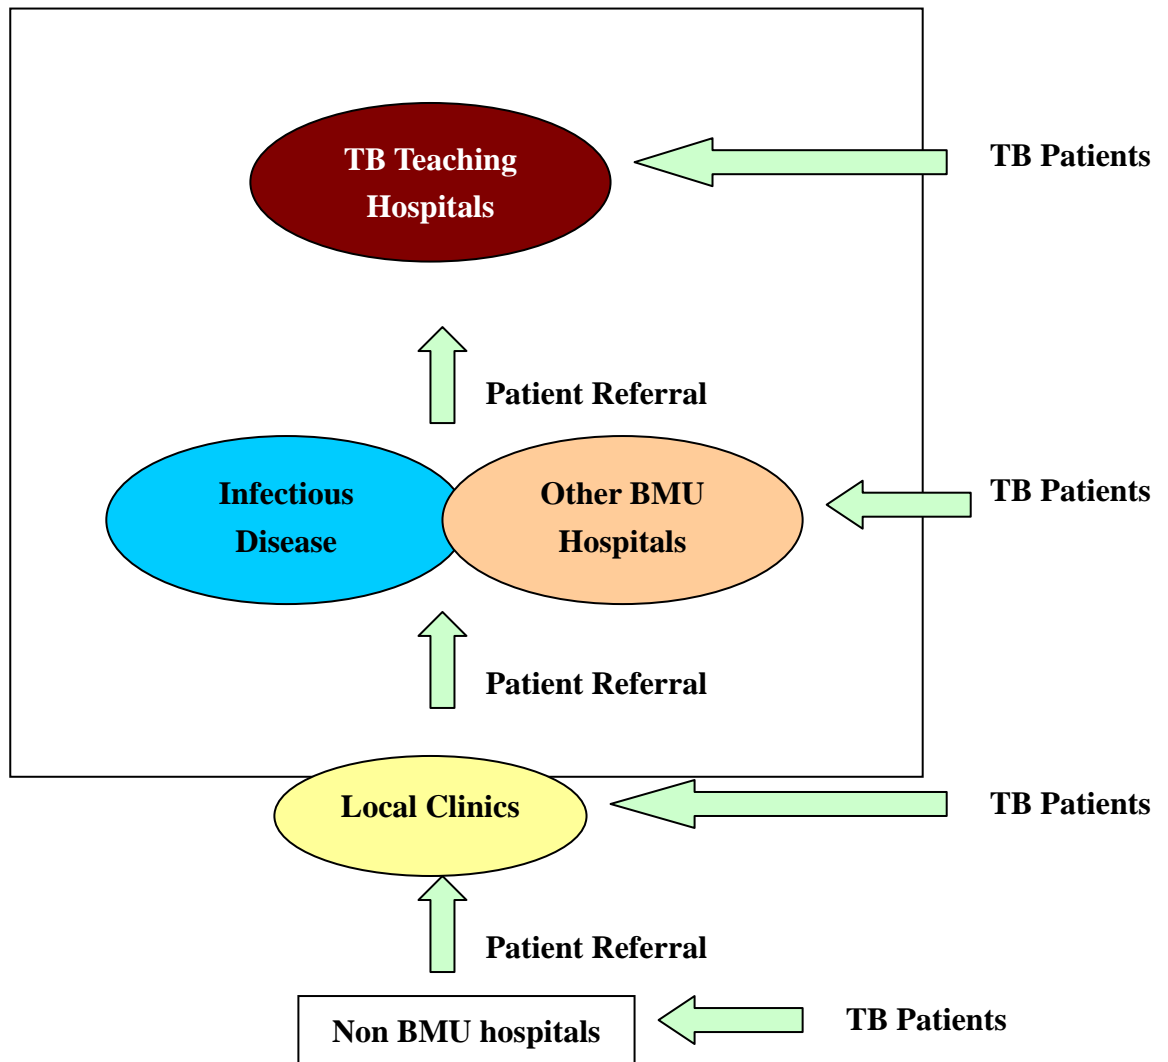 TB Teaching
Hospitals
TB Patients
Patient Referral
Infectious
Disease
Other BMU
Hospitals
TB Patients
Patient Referral
Local Clinics
TB Patients
Patient Referral
Non BMU hospitals
TB Patients